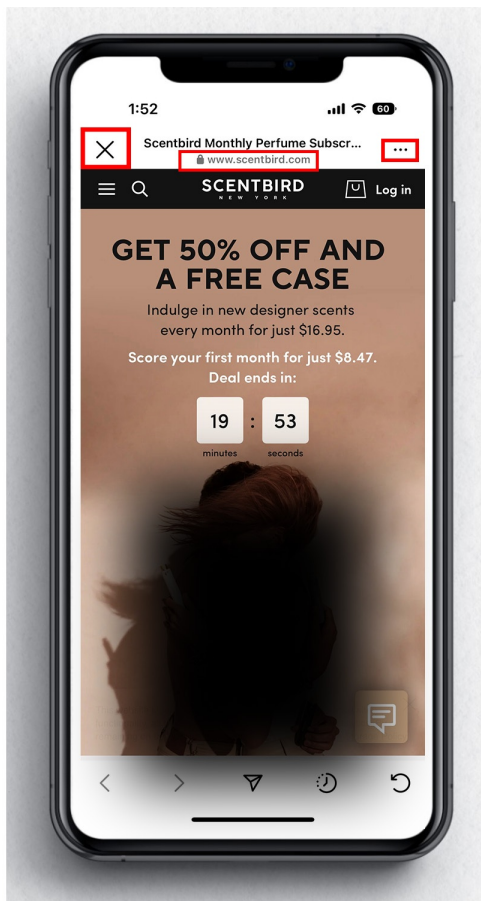 1:52
60
Scentbird Monthly Perfume Subscr...
www.scentbird.com
SCENTBIRD
NEW YORK
Log in
GET 50% OFF AND
A FREE CASE
Indulge in new designer scents
every month for just $16.95.
Score your first month for just $8.47.
Deal ends in:
19 : 53
minutes seconds